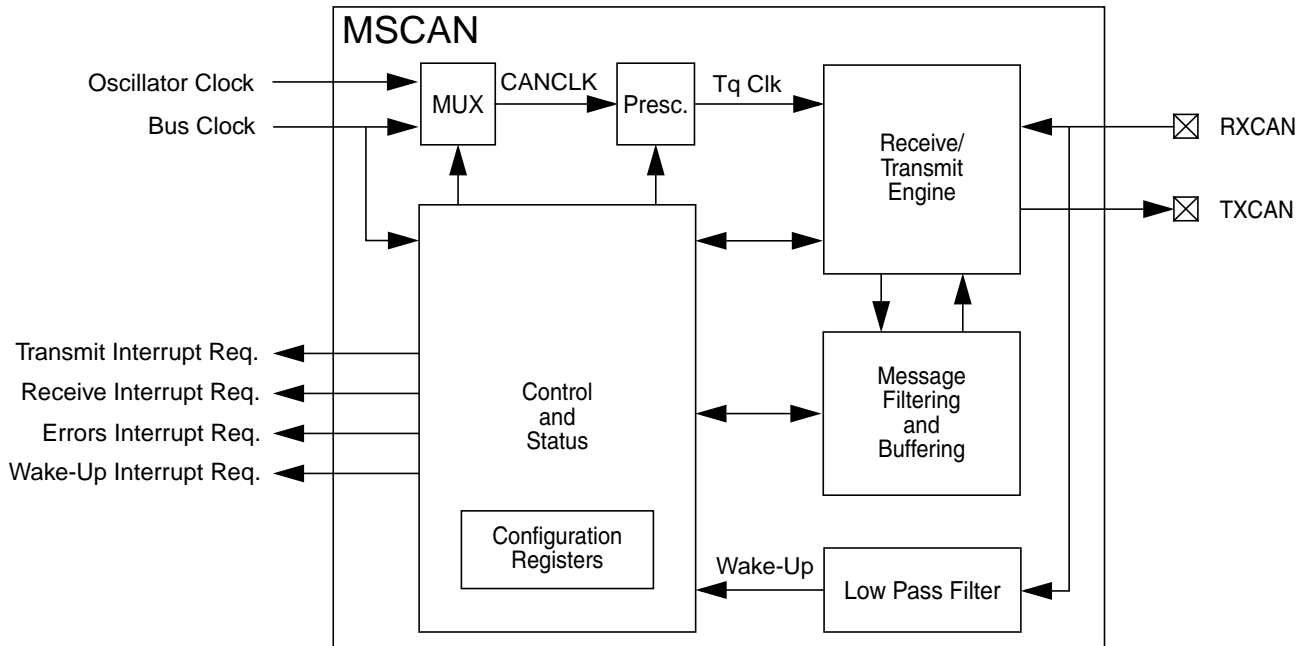 MSCAN
Oscillator Clock
Bus Clock
MUX
CANCLK
Presc.
Tq Clk
Receive/
Transmit
Engine
RXCAN
TXCAN
Transmit Interrupt Req.
Receive Interrupt Req.
Errors Interrupt Req.
Wake-Up Interrupt Req.
Control
and
Status
Message
Filtering
and
Buffering
Configuration
Registers
Wake-Up
Low Pass Filter